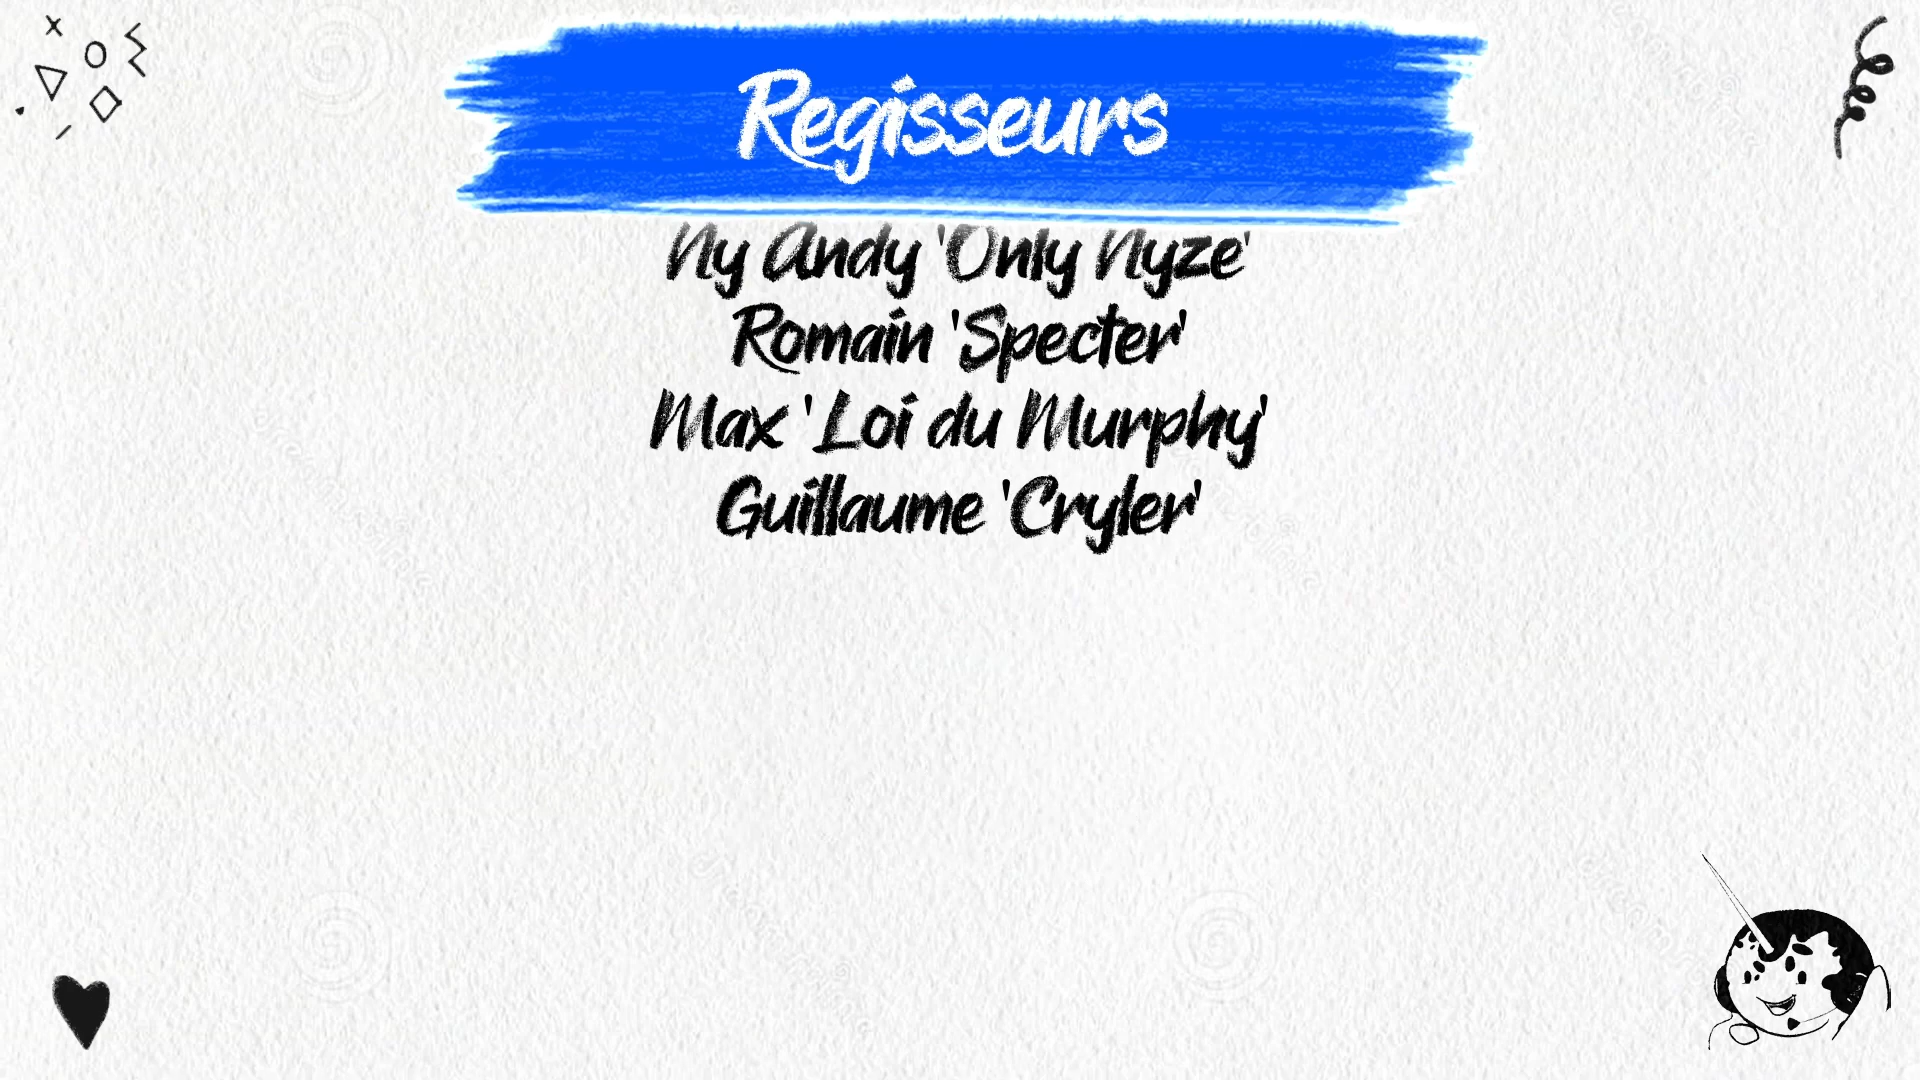 Regisseurs
Ny Andy 'Only Nyze'
Romain 'Specter'
Max ' Loi du Murphy'
Guillaume 'Cryler'